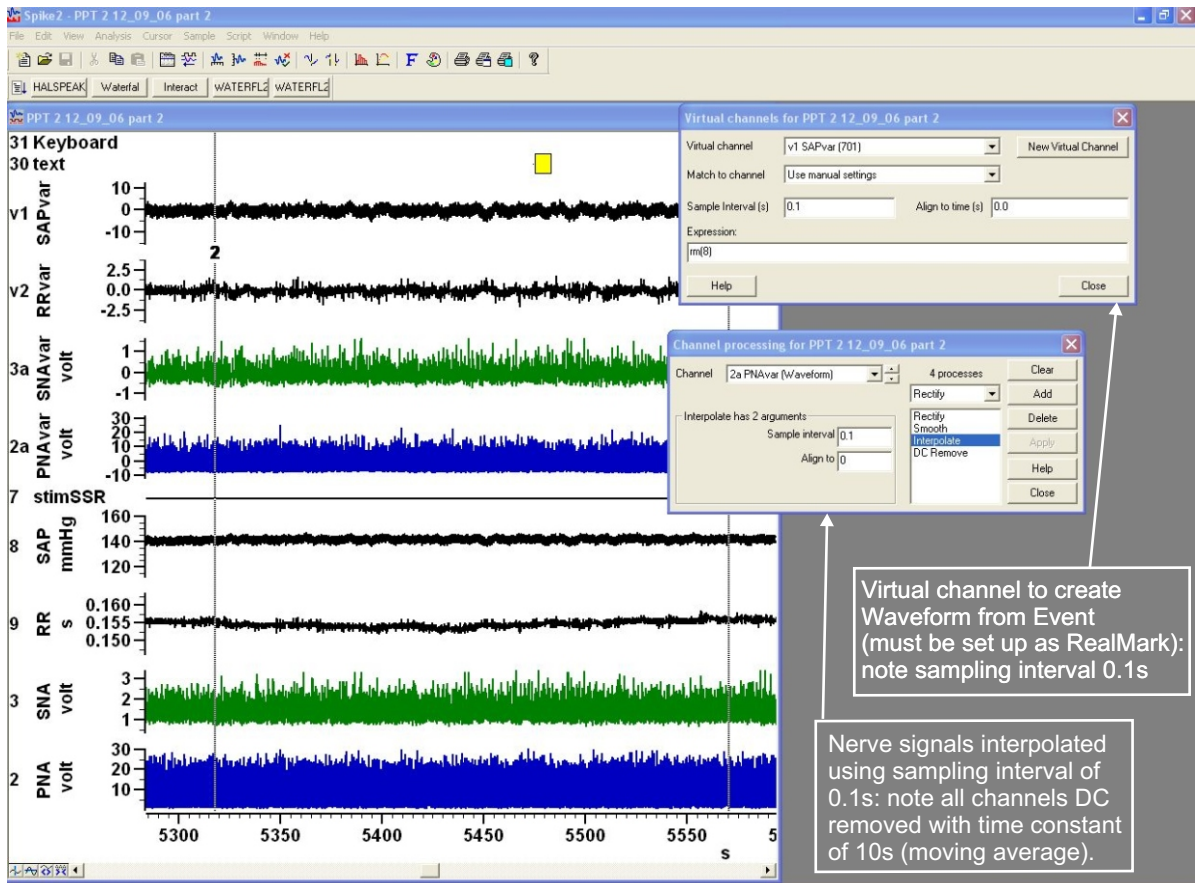 Spike2 - PPT 2 12_09_06 part 2
File Edit View Analysis Cursor Sample Script Window Help
HALSPEAK Waterfal Interact wATERFL2 wATERFL2
PPT 2 12_09_06 part 2
31 Keyboard
30 text
v1 SAPvar
10
0
-10
2
v2 RRvar
2.5
0.0
-2.5
3a SNAvar volt
1
0
-1
2a PNAvar volt
30
20
10
0
-10
7 stimSSR
8 SAP mmHg
160
140
120
9 RR s
0.160
0.155
0.150
3 SNA volt
3
2
1
2 PNA volt
30
20
10
5300 5350 5400 5450 5500 5550 5
s
Virtual channels for PPT 2 12_09_06 part 2
Virtual channel v1 SAPvar (701) New Virtual Channel
Match to channel Use manual settings
Sample Interval (s) 0.1 Align to time (s) 0.0
Expression:
rm(8)
Help Close
Channel processing for PPT 2 12_09_06 part 2
Channel 2a PNAvar (Waveform) 4 processes Clear
Rectify Add
Interpolate has 2 arguments Rectify Delete
Smooth
Sample interval 0.1 Interpolate Apply
DC Remove
Align to 0 Help
Close
Virtual channel to create
Waveform from Event
(must be set up as RealMark):
note sampling interval 0.1s
Nerve signals interpolated
using sampling interval of
0.1s: note all channels DC
removed with time constant
of 10s (moving average).